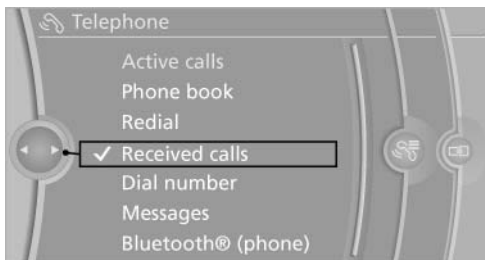 Telephone
Active calls
Phone book
Redial
Received calls
Dial number
Messages
Bluetooth® (phone)